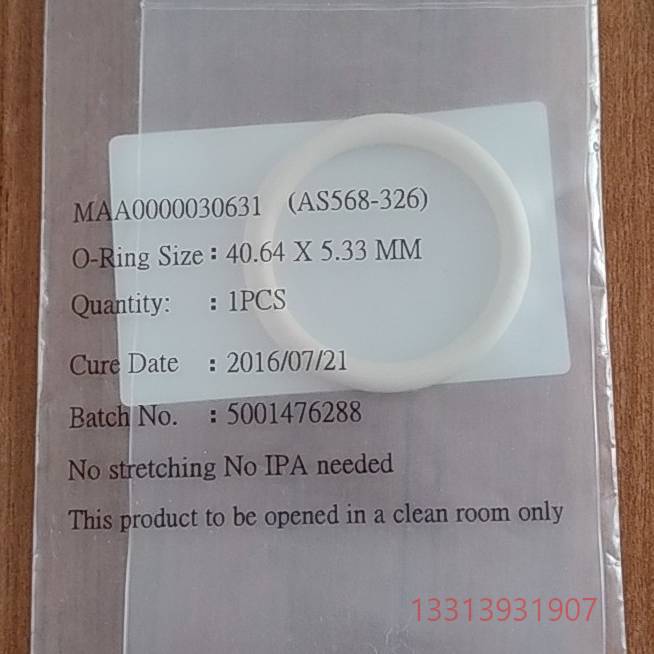 MAA0000030631 (AS568-326)
O-Ring Size : 40.64 X 5.33 MM
Quantity: : 1PCS
Cure Date : 2016/07/21
Batch No. : 5001476288
No stretching No IPA needed
This product to be opened in a clean room only
13313931907